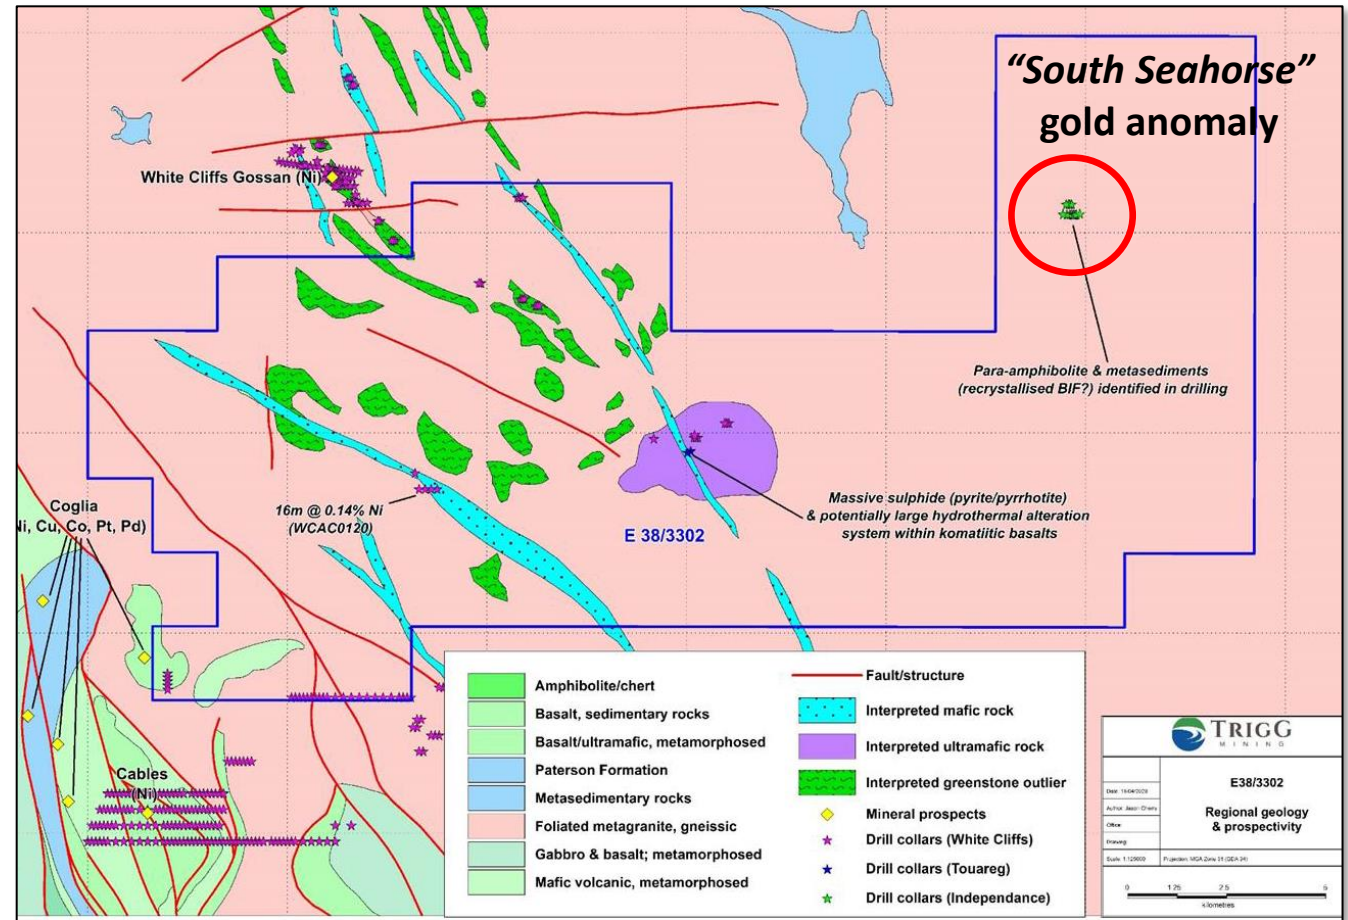 “South Seahorse”
gold anomaly
White Cliffs Gossan (Ni)
Para-amphibolite & metasediments
(recrystallised BIF?) identified in drilling
Coglia
Ni, Cu, Co, Pt, Pd)
16m @ 0.14% Ni
(WCAC0120)
E 38/3302
Massive sulphide (pyrite/pyrrhotite)
& potentially large hydrothermal alteration
system within komatiitic basalts
Cables
(Ni)
Amphibolite/chert
Basalt, sedimentary rocks
Basalt/ultramafic, metamorphosed
Paterson Formation
Metasedimentary rocks
Foliated metagranite, gneissic
Gabbro & basalt; metamorphosed
Mafic volcanic, metamorphosed
Fault/structure
Interpreted mafic rock
Interpreted ultramafic rock
Interpreted greenstone outlier
Mineral prospects
Drill collars (White Cliffs)
Drill collars (Touareg)
Drill collars (Independance)
TRIGG
MINING
E38/3302
Regional geology
& prospectivity
Office:
Drawing:
0 1.25 2.5 5
kilometres